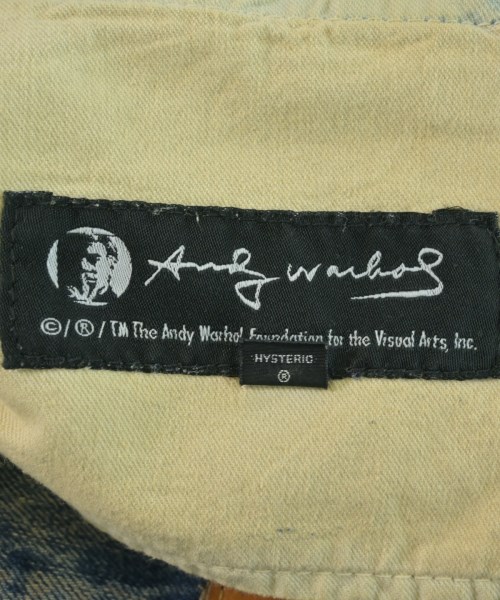 Andy Warhol
©/®/TM The Andy Warhol Foundation for the Visual Arts, Inc.
HYSTERIC
®